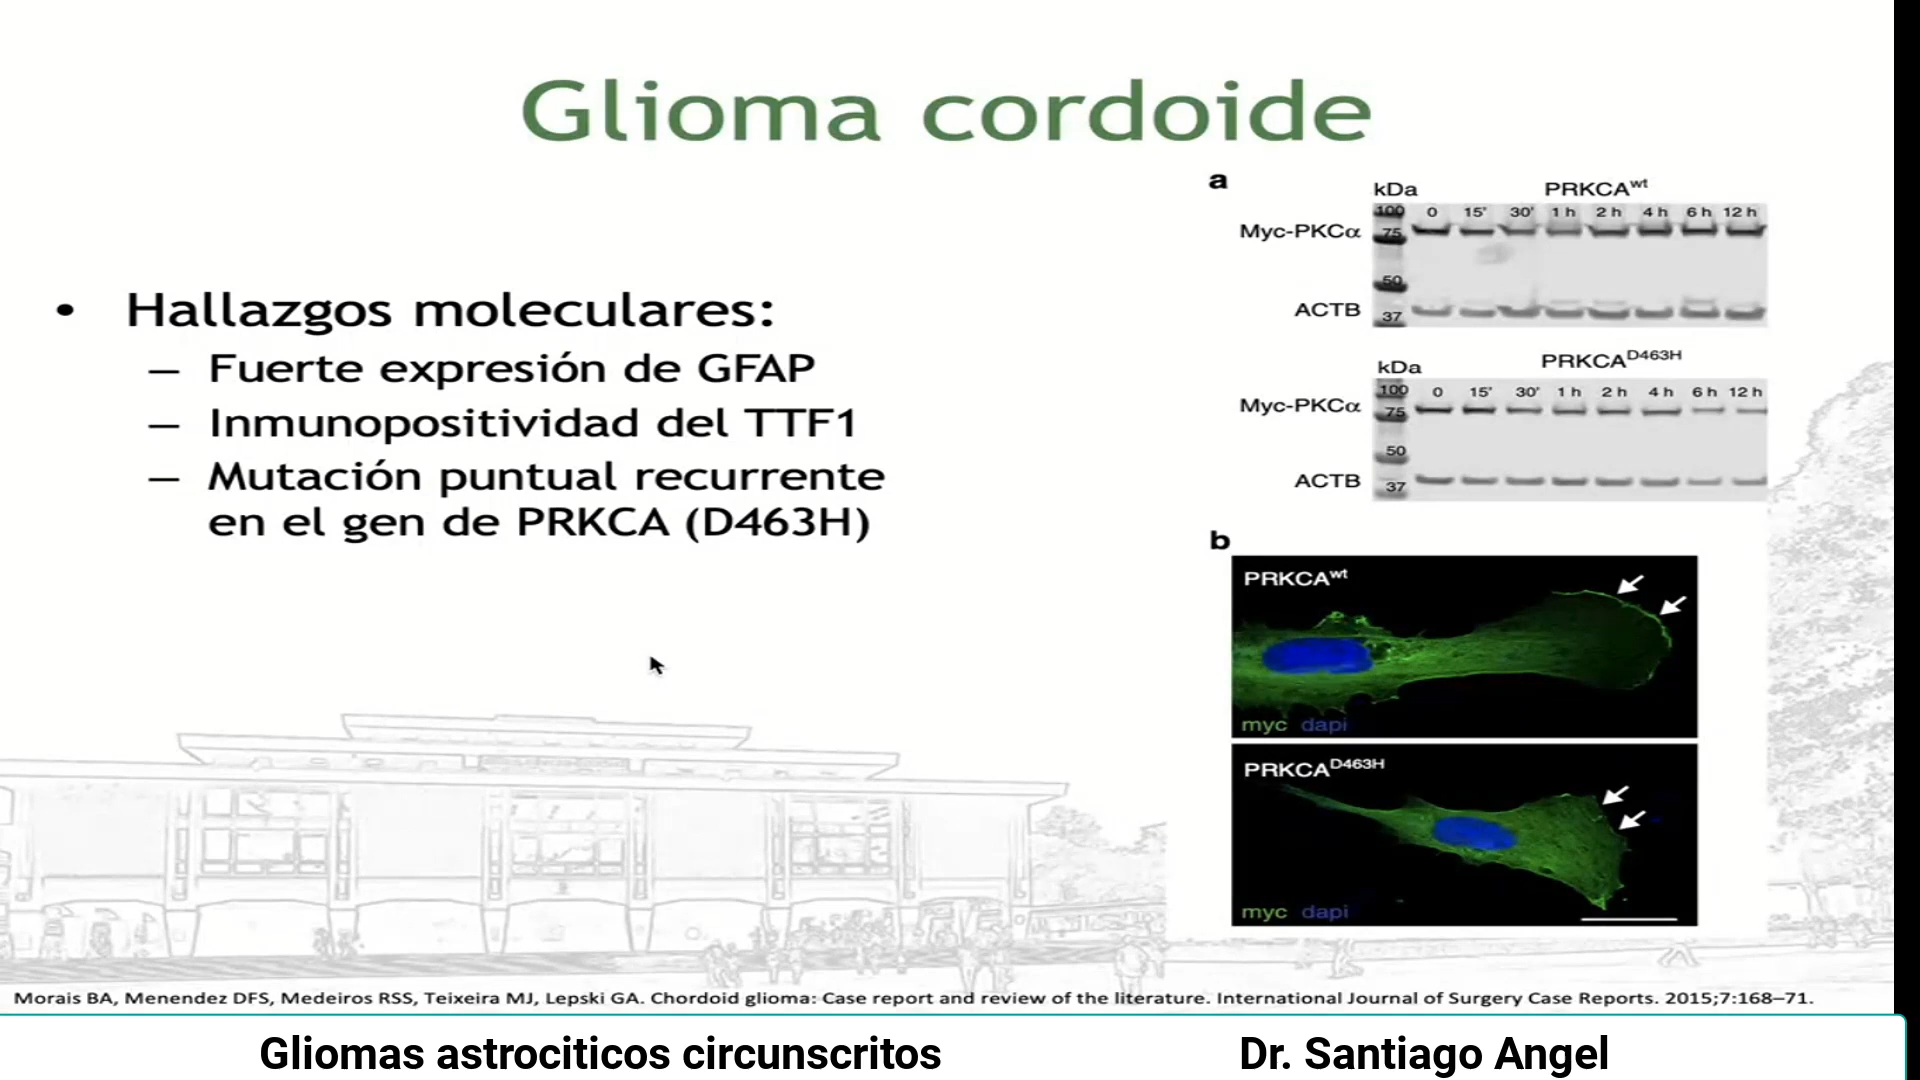 Glioma cordoide
• Hallazgos moleculares:
– Fuerte expresión de GFAP
– Inmunopositividad del TTF1
– Mutación puntual recurrente
en el gen de PRKCA (D463H)
a
kDa PRKCAwt
100 0 15' 30' 1 h 2 h 4 h 6 h 12 h
Myc-PKCα 75
50
ACTB 37
kDa PRKCAD463H
100 0 15' 30' 1 h 2 h 4 h 6 h 12 h
Myc-PKCα 75
50
ACTB 37
b
PRKCAwt
myc dapi
PRKCAD463H
myc dapi
Morais BA, Menendez DFS, Medeiros RSS, Teixeira MJ, Lepski GA. Chordoid glioma: Case report and review of the literature. International Journal of Surgery Case Reports. 2015;7:168–71.
Gliomas astrociticos circunscritos Dr. Santiago Angel